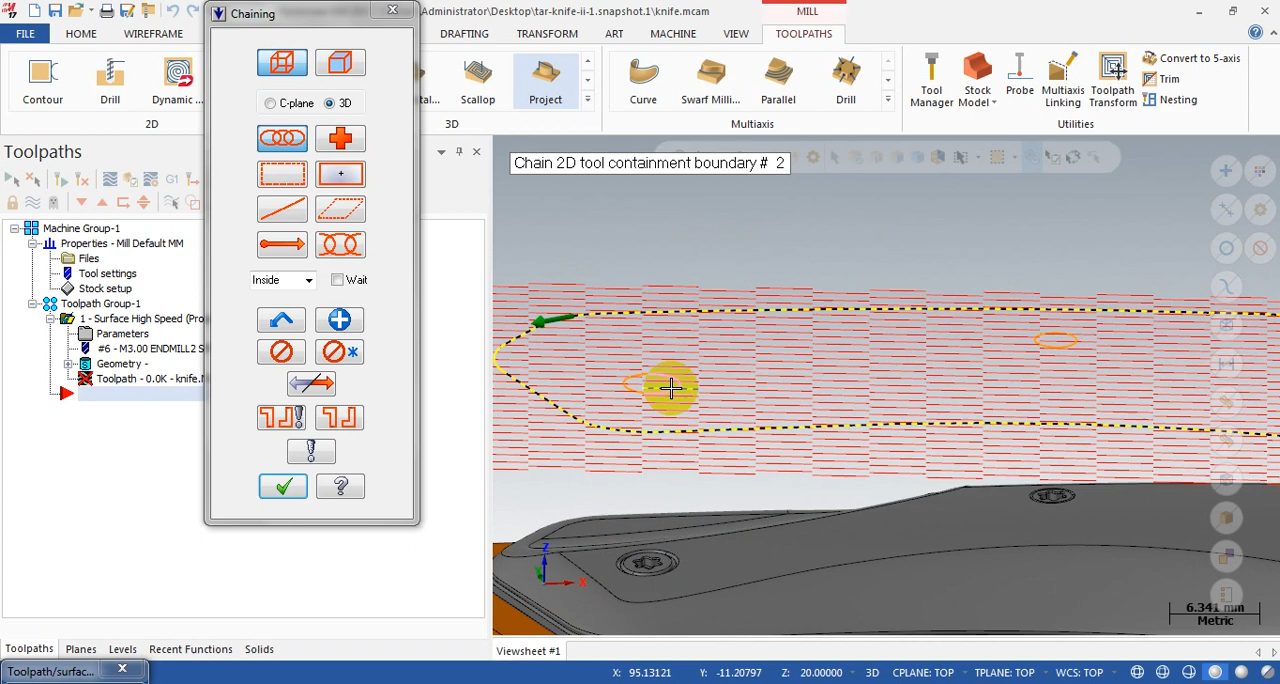 17
Administrator\Desktop\tar-knife-ii-1.snapshot.1\knife.mcam
MILL
Chaining
FILE
HOME
WIREFRAME
DRAFTING
TRANSFORM
ART
MACHINE
VIEW
TOOLPATHS
Contour
Drill
Dynamic ...
2D
Scallop
Project
3D
Curve
Swarf Milli...
Parallel
Drill
Multiaxis
Tool
Manager
Stock
Model
Probe
Multiaxis
Linking
Toolpath
Transform
Convert to 5-axis
Trim
Nesting
Utilities
C-plane
3D
Inside
Wait
Toolpaths
G1
Machine Group-1
Properties - Mill Default MM
Files
Tool settings
Stock setup
Toolpath Group-1
1 - Surface High Speed (Pro
Parameters
#6 - M3.00 ENDMILL2
Geometry -
Toolpath - 0.0K - knife.
Chain 2D tool containment boundary # 2
Z
X
6.341 mm
Metric
Toolpaths
Planes
Levels
Recent Functions
Solids
Viewsheet #1
Toolpath/surfac...
X: 95.13121
Y: -11.20797
Z: 20.00000
3D
CPLANE: TOP
TPLANE: TOP
WCS: TOP